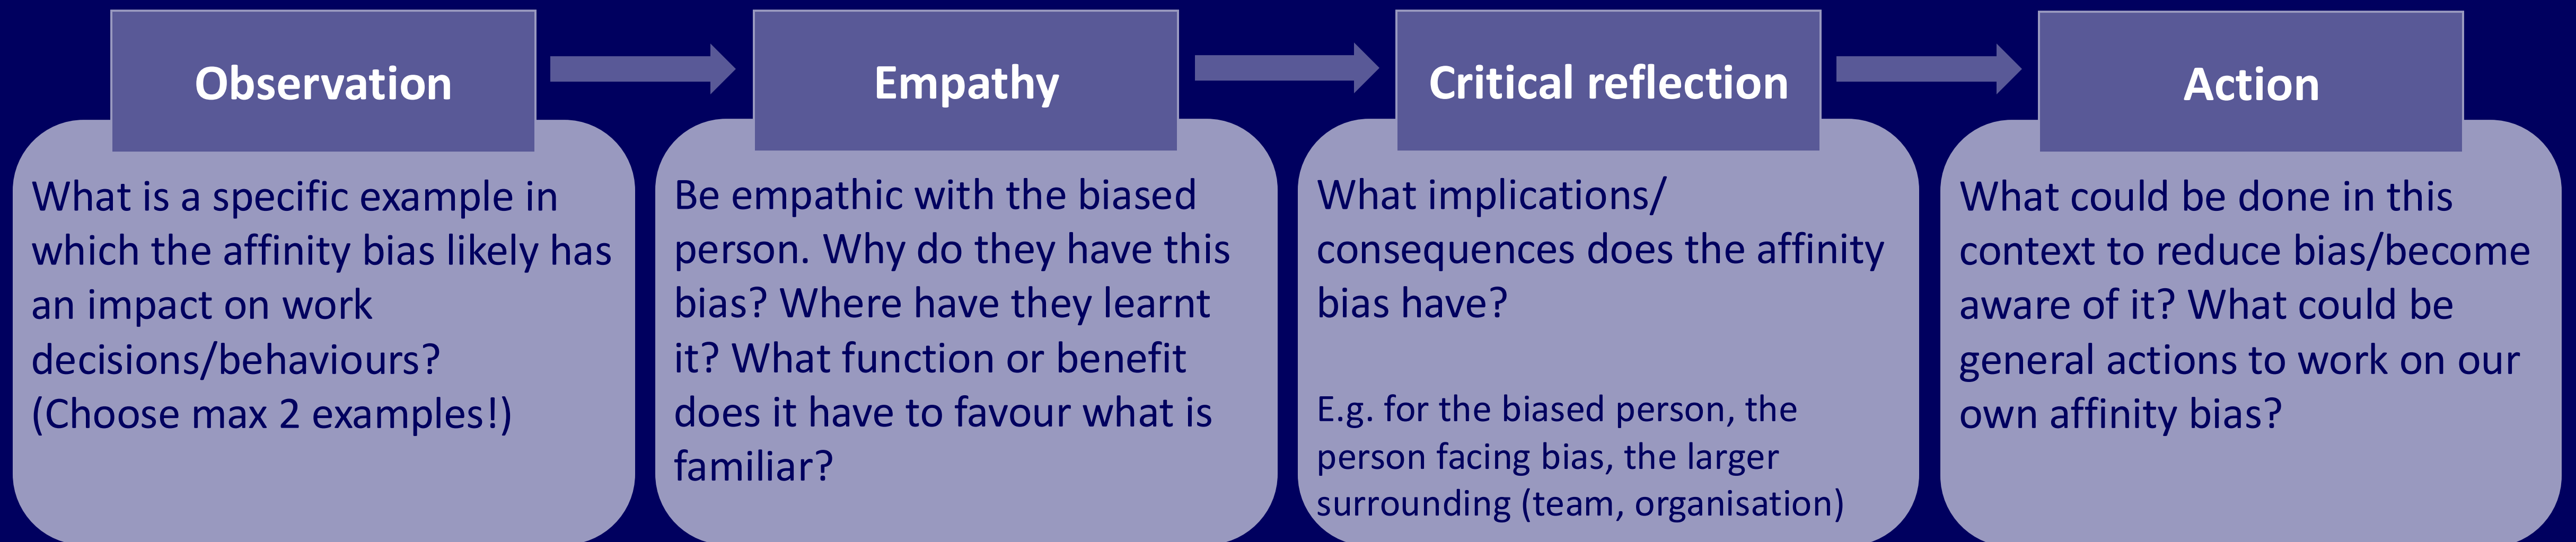 Observation
What is a specific example in
which the affinity bias likely has
an impact on work
decisions/behaviours?
(Choose max 2 examples!)
Empathy
Be empathic with the biased
person. Why do they have this
bias? Where have they learnt
it? What function or benefit
does it have to favour what is
familiar?
Critical reflection
What implications/
consequences does the affinity
bias have?
E.g. for the biased person, the
person facing bias, the larger
surrounding (team, organisation)
Action
What could be done in this
context to reduce bias/become
aware of it? What could be
general actions to work on our
own affinity bias?